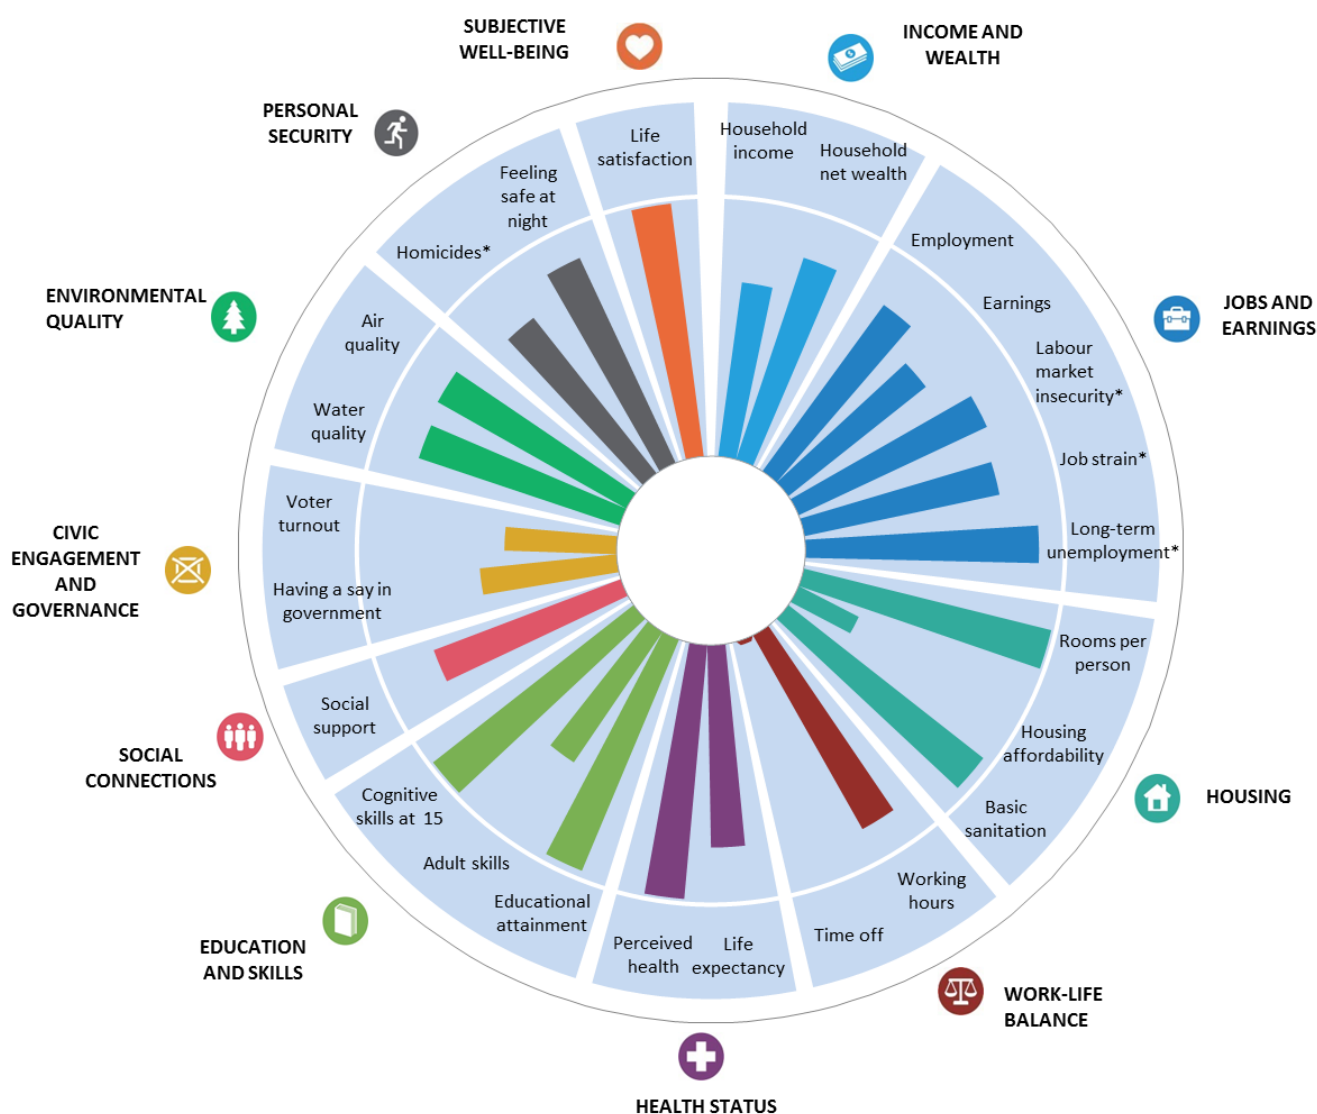 SUBJECTIVE
WELL-BEING
INCOME AND
WEALTH
PERSONAL
SECURITY
Life
satisfaction
Household
income
Household
net wealth
Feeling
safe at
night
Homicides*
Employment
Earnings
Labour
market
insecurity*
Job strain*
Long-term
unemployment*
JOBS AND
EARNINGS
ENVIRONMENTAL
QUALITY
Air
quality
Water
quality
Voter
turnout
Having a say in
government
CIVIC
ENGAGEMENT
AND
GOVERNANCE
Rooms per
person
Housing
affordability
Basic
sanitation
HOUSING
Social
support
SOCIAL
CONNECTIONS
Cognitive
skills at 15
Adult skills
Educational
attainment
EDUCATION
AND SKILLS
Perceived
health
Life
expectancy
HEALTH STATUS
Time off
Working
hours
WORK-LIFE
BALANCE